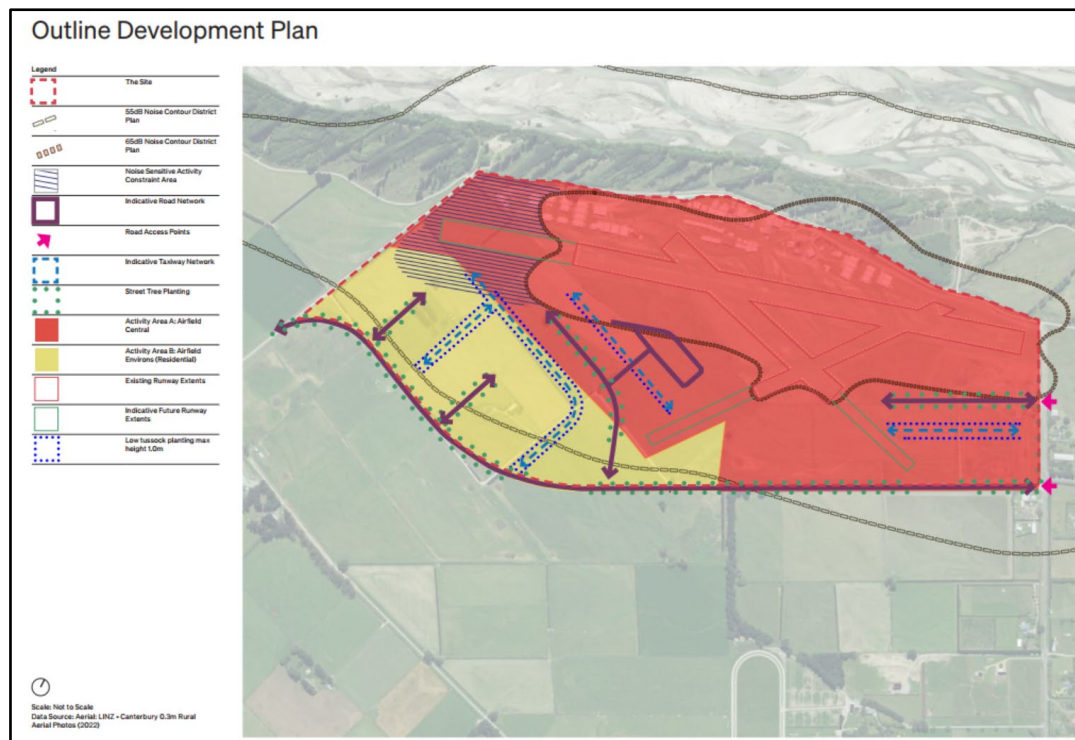 Outline Development Plan
Legend
The Site
55dB Noise Contour District
Plan
65dB Noise Contour District
Plan
Noise Sensitive Activity
Constraint Area
Indicative Road Network
Road Access Points
Indicative Taxiway Network
Street Tree Planting
Activity Area A: Airfield
Central
Activity Area B: Airfield
Environs (Residential)
Existing Runway Extents
Indicative Future Runway
Extents
Low tussock planting max
height 1.0m
Scale: Not to Scale
Data Source: Aerial: LINZ • Canterbury 0.3m Rural
Aerial Photos (2022)